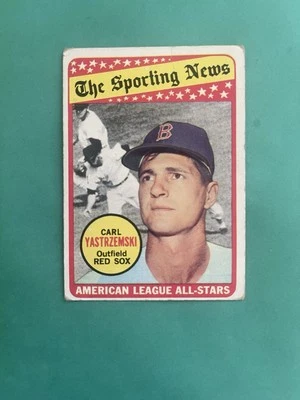 The Sporting News
B
CARL
YASTRZEMSKI
Outfield
RED SOX
AMERICAN LEAGUE ALL-STARS